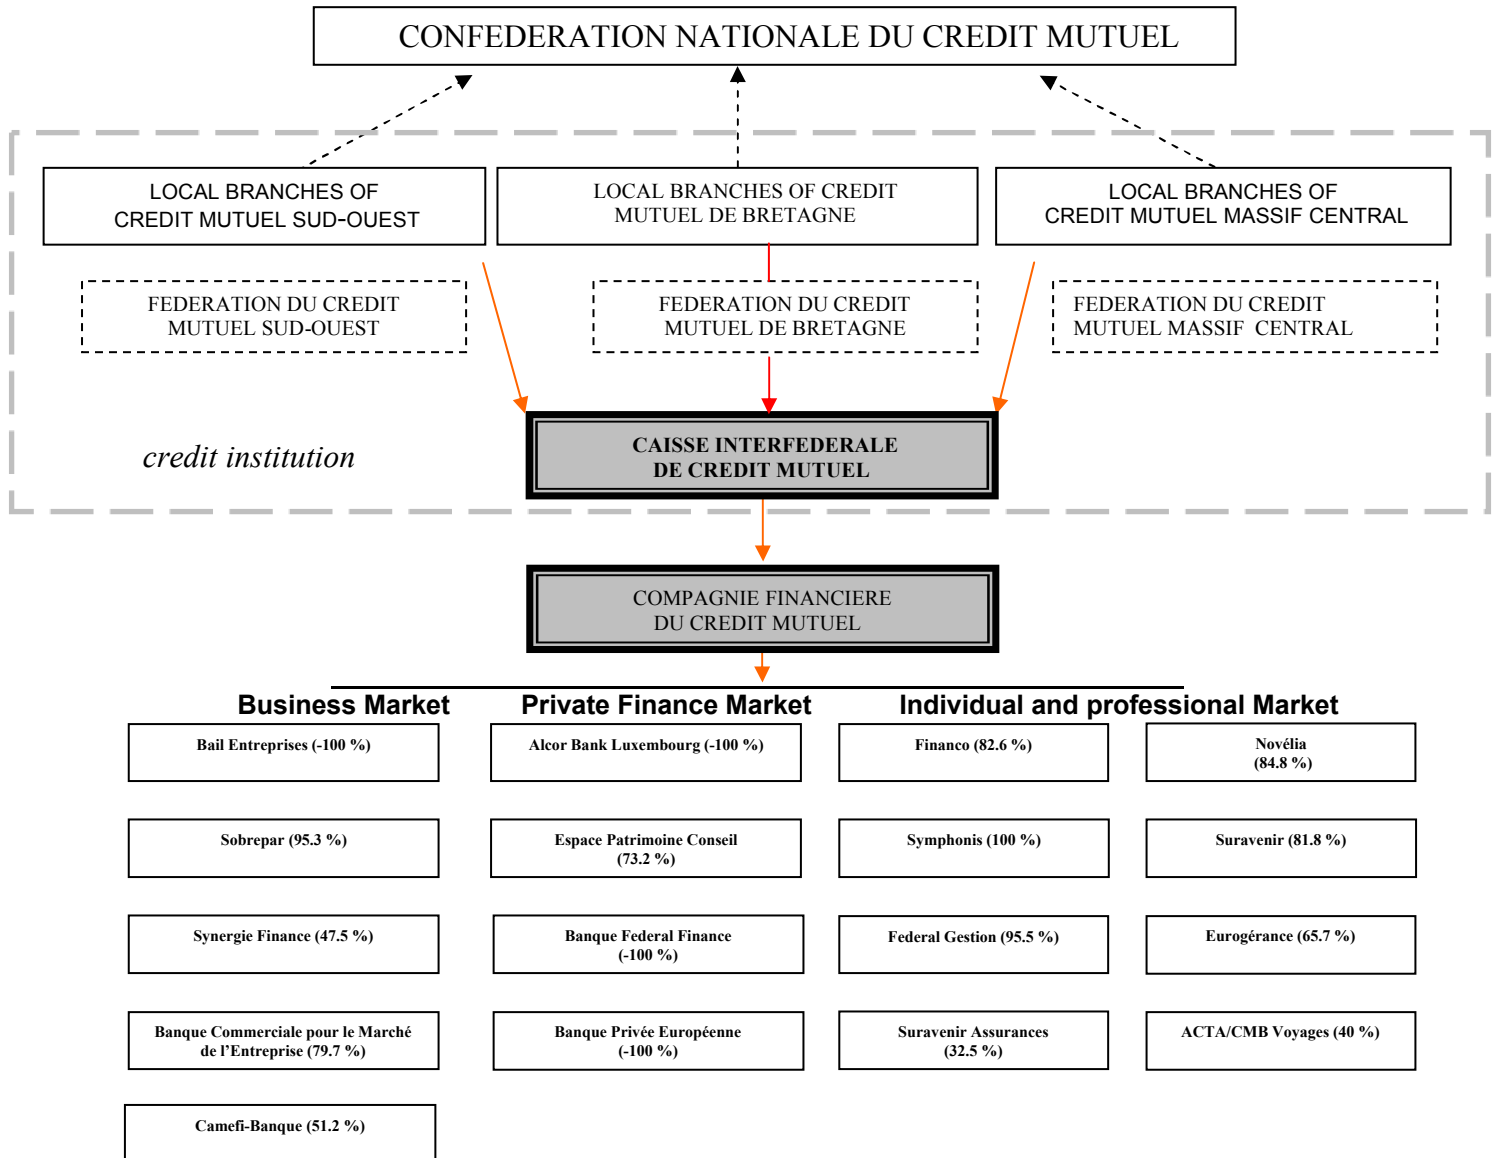 CONFEDERATION NATIONALE DU CREDIT MUTUEL
LOCAL BRANCHES OF
CREDIT MUTUEL SUD-OUEST
LOCAL BRANCHES OF CREDIT
MUTUEL DE BRETAGNE
LOCAL BRANCHES OF
CREDIT MUTUEL MASSIF CENTRAL
FEDERATION DU CREDIT
MUTUEL SUD-OUEST
FEDERATION DU CREDIT
MUTUEL DE BRETAGNE
FEDERATION DU CREDIT
MUTUEL MASSIF CENTRAL
credit institution
CAISSE INTERFEDERALE
DE CREDIT MUTUEL
COMPAGNIE FINANCIERE
DU CREDIT MUTUEL
Business Market
Private Finance Market
Individual and professional Market
Bail Entreprises (-100 %)
Alcor Bank Luxembourg (-100 %)
Financo (82.6 %)
Novélia
(84.8 %)
Sobrepar (95.3 %)
Espace Patrimoine Conseil
(73.2 %)
Symphonis (100 %)
Suravenir (81.8 %)
Synergie Finance (47.5 %)
Banque Federal Finance
(-100 %)
Federal Gestion (95.5 %)
Eurogérance (65.7 %)
Banque Commerciale pour le Marché
de l’Entreprise (79.7 %)
Banque Privée Européenne
(-100 %)
Suravenir Assurances
(32.5 %)
ACTA/CMB Voyages (40 %)
Camefi-Banque (51.2 %)